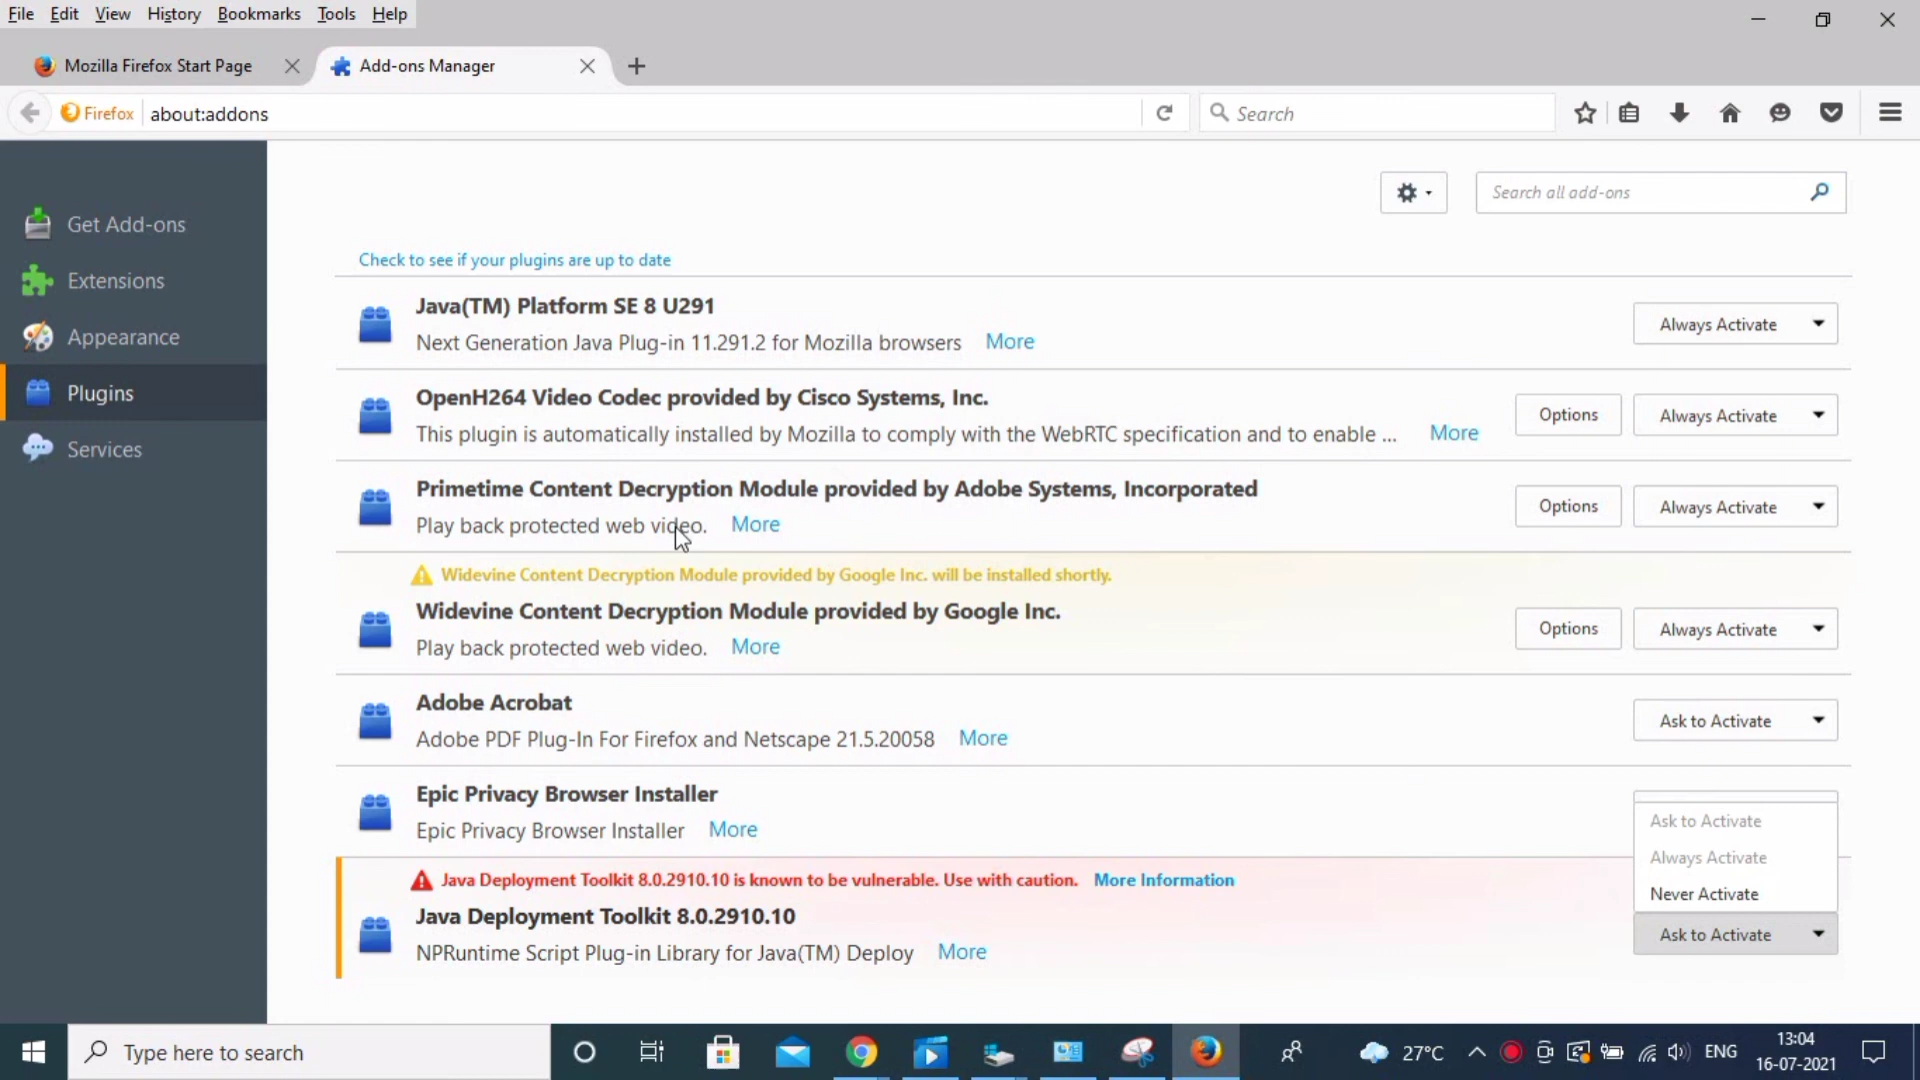 File Edit View History Bookmarks Tools Help
Mozilla Firefox Start Page
Add-ons Manager
Firefox
about:addons
Search
Get Add-ons
Extensions
Appearance
Plugins
Services
Search all add-ons
Check to see if your plugins are up to date
Java(TM) Platform SE 8 U291
Next Generation Java Plug-in 11.291.2 for Mozilla browsers More
Always Activate
OpenH264 Video Codec provided by Cisco Systems, Inc.
This plugin is automatically installed by Mozilla to comply with the WebRTC specification and to enable ... More
Options
Always Activate
Primetime Content Decryption Module provided by Adobe Systems, Incorporated
Play back protected web video. More
Options
Always Activate
Widevine Content Decryption Module provided by Google Inc. will be installed shortly.
Widevine Content Decryption Module provided by Google Inc.
Play back protected web video. More
Options
Always Activate
Adobe Acrobat
Adobe PDF Plug-In For Firefox and Netscape 21.5.20058 More
Ask to Activate
Epic Privacy Browser Installer
Epic Privacy Browser Installer More
Ask to Activate
Always Activate
Never Activate
Java Deployment Toolkit 8.0.2910.10 is known to be vulnerable. Use with caution. More Information
Java Deployment Toolkit 8.0.2910.10
NPRuntime Script Plug-in Library for Java(TM) Deploy More
Ask to Activate
Type here to search
27°C
ENG
13:04
16-07-2021